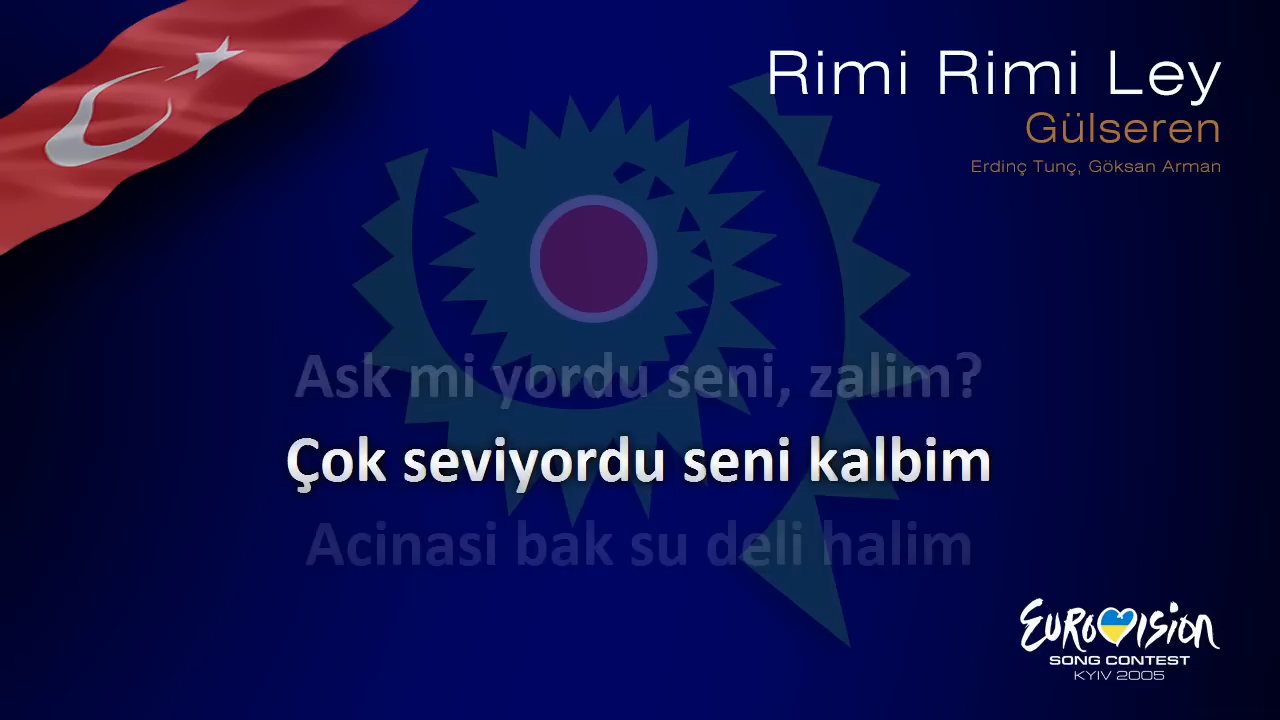 Rimi Rimi Ley
Gülseren
Erdinç Tunç, Göksan Arman
Ask mi yordu seni, zalim?
Çok seviyordu seni kalbim
Acinasi bak su deli halim
EUROVISION
SONG CONTEST
KYIV 2005